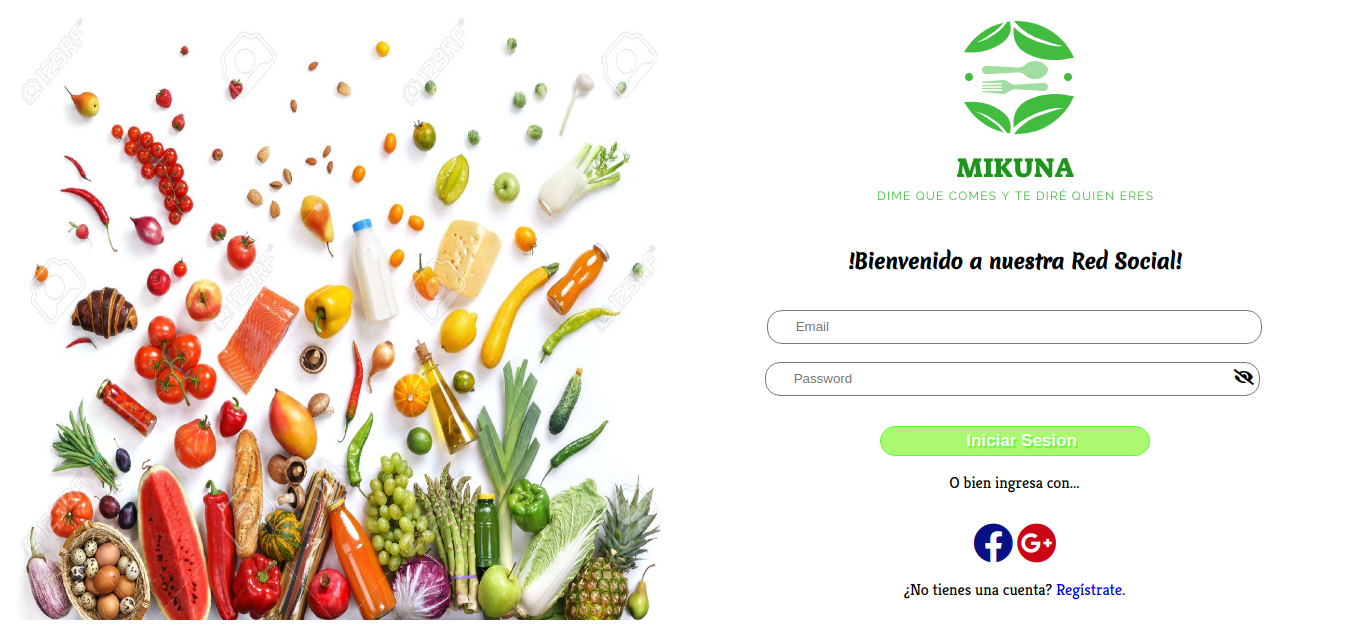 123RF
123RF
MIKUNA
DIME QUE COMES Y TE DIRÉ QUIEN ERES
!Bienvenido a nuestra Red Social!
Email
Password
Iniciar Sesion
O bien ingresa con...
f G+
¿No tienes una cuenta? Regístrate.